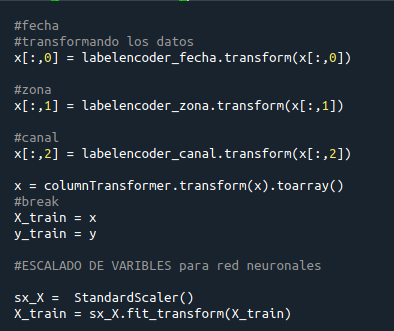 #fecha
#transformando los datos
x[:,0] = labelencoder_fecha.transform(x[:,0])
#zona
x[:,1] = labelencoder_zona.transform(x[:,1])
#canal
x[:,2] = labelencoder_canal.transform(x[:,2])
x = columnTransformer.transform(x).toarray()
#break
X_train = x
y_train = y
#ESCALADO DE VARIBLES para red neuronales
sx_X =  StandardScaler()
X_train = sx_X.fit_transform(X_train)